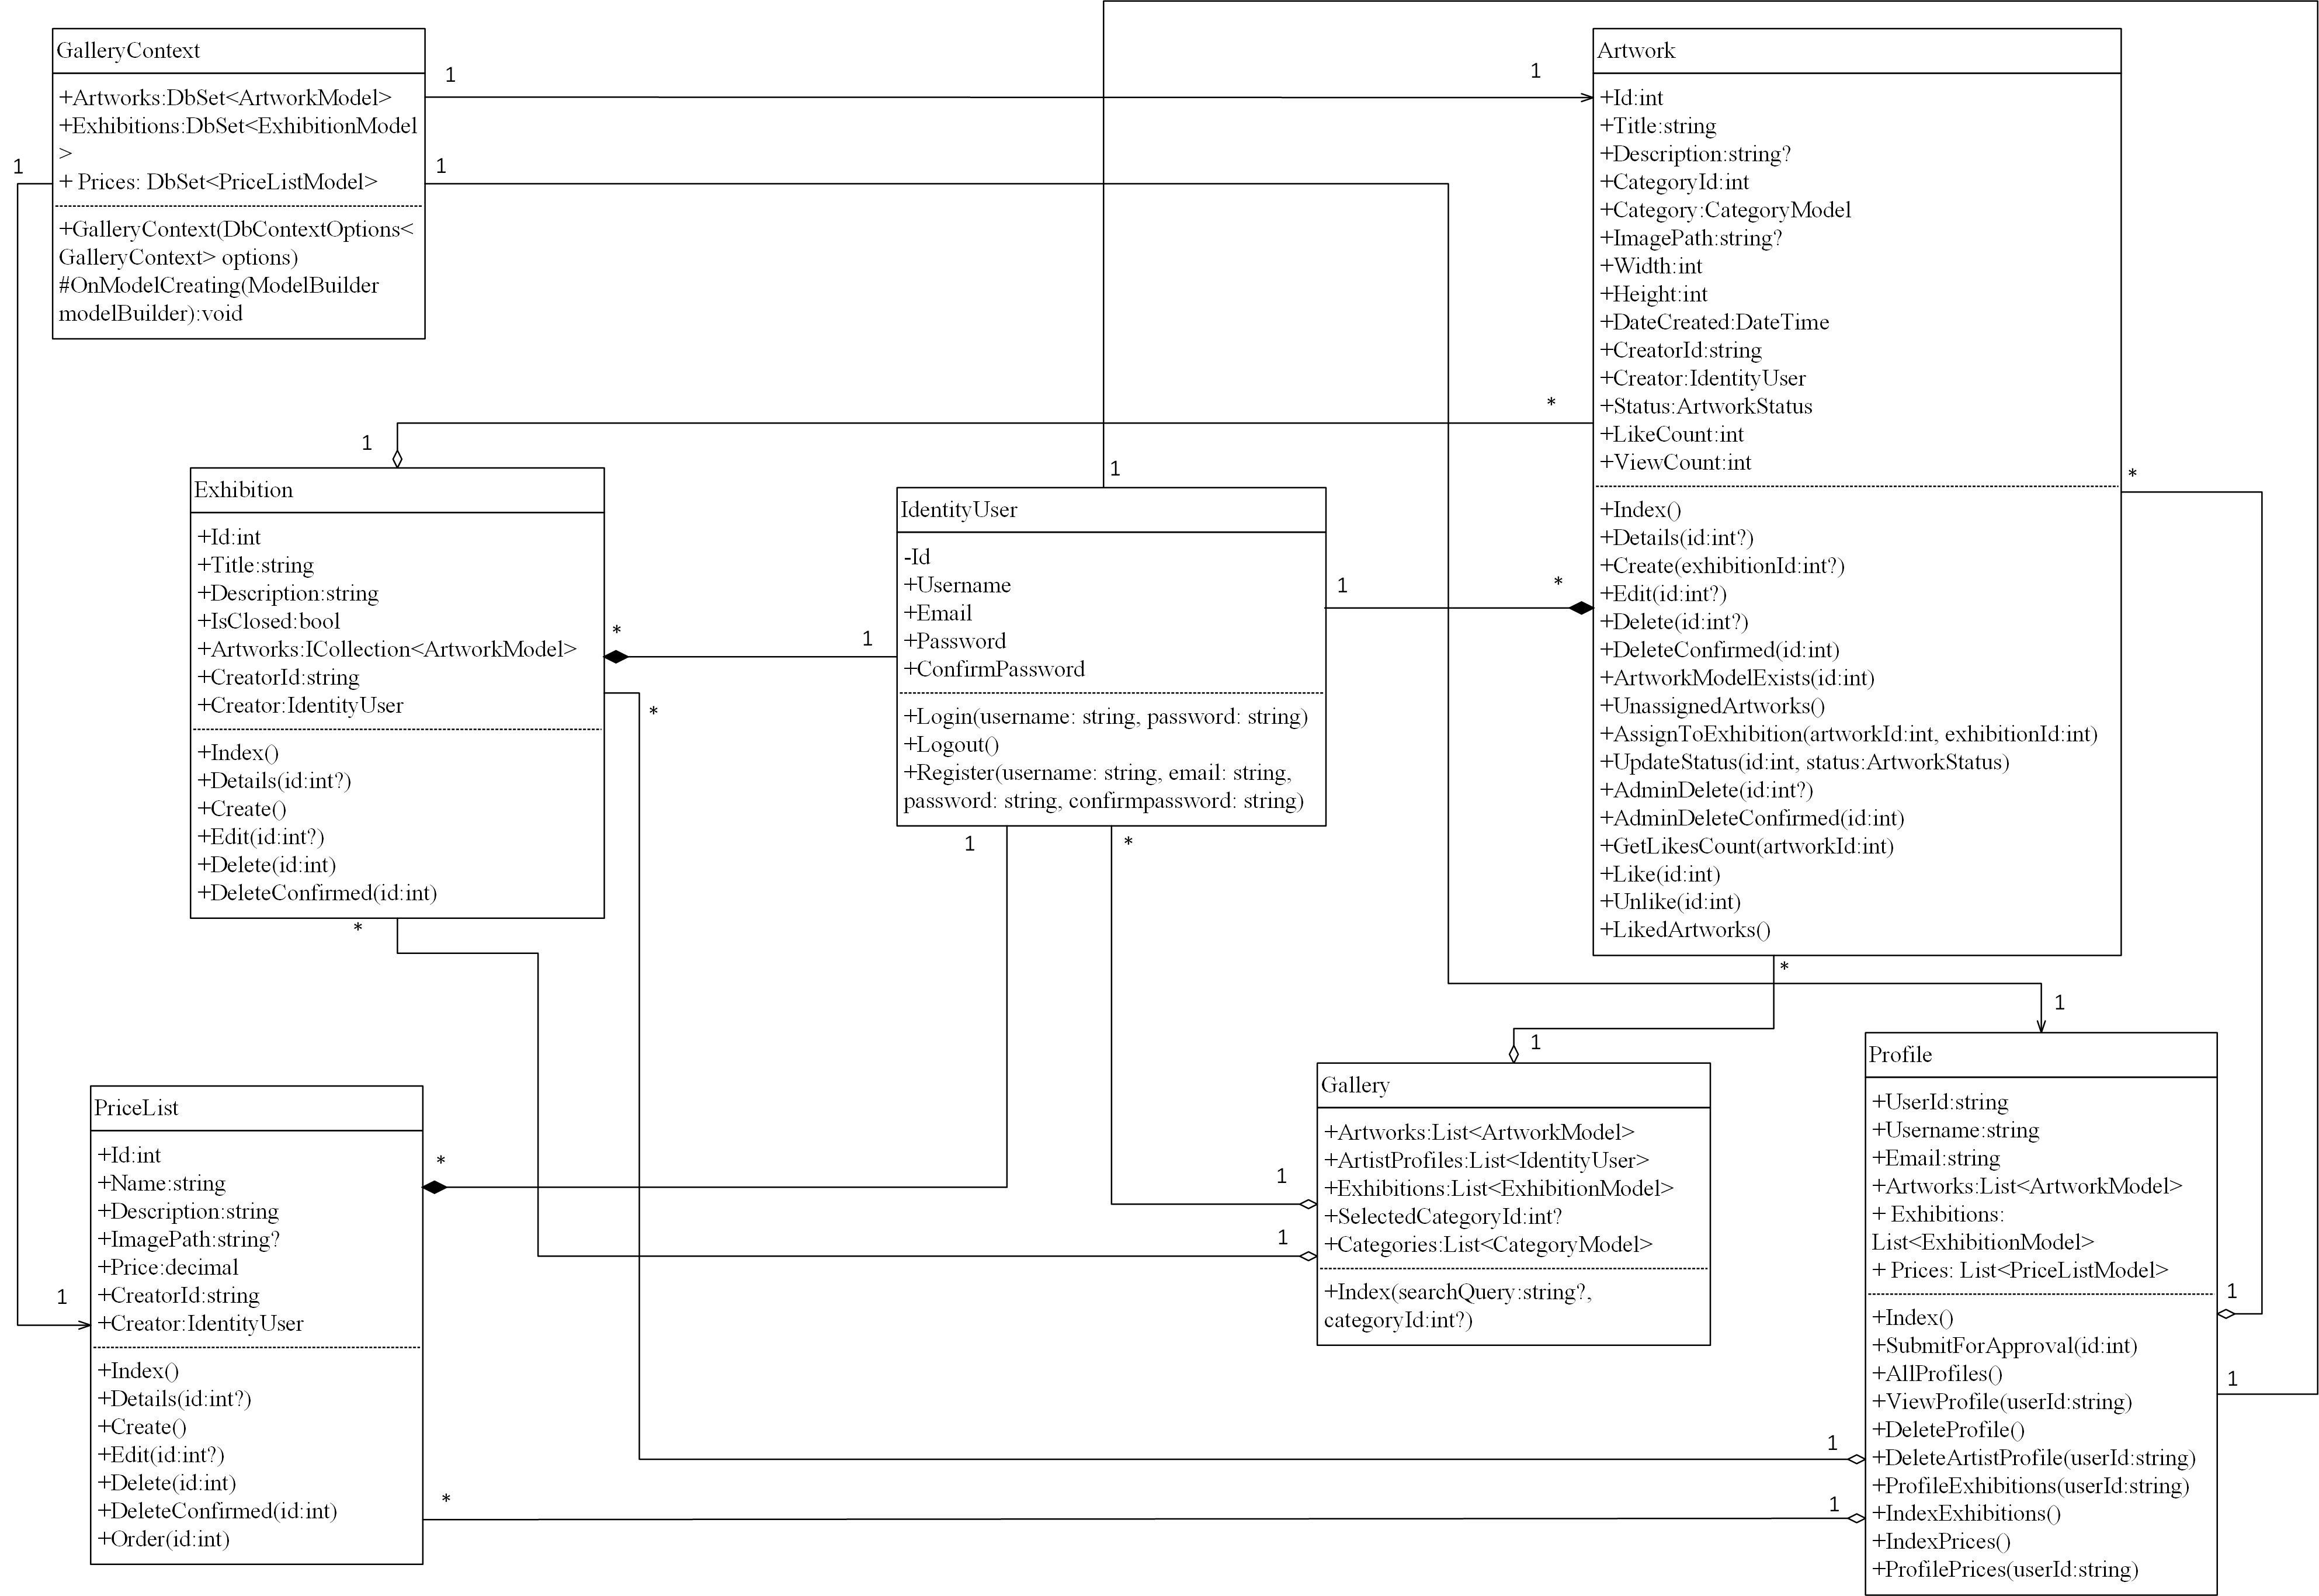 GalleryContext
+Artworks:DbSet<ArtworkModel>
+Exhibitions:DbSet<ExhibitionModel
>
+ Prices: DbSet<PriceListModel>
+GalleryContext(DbContextOptions<
GalleryContext> options)
#OnModelCreating(ModelBuilder
modelBuilder):void
1
1
1
1
Artwork
+Id:int
+Title:string
+Description:string?
+CategoryId:int
+Category:CategoryModel
+ImagePath:string?
+Width:int
+Height:int
+DateCreated:DateTime
+CreatorId:string
+Creator:IdentityUser
+Status:ArtworkStatus
+LikeCount:int
+ViewCount:int
+Index()
+Details(id:int?)
+Create(exhibitionId:int?)
+Edit(id:int?)
+Delete(id:int?)
+DeleteConfirmed(id:int)
+ArtworkModelExists(id:int)
+UnassignedArtworks()
+AssignToExhibition(artworkId:int, exhibitionId:int)
+UpdateStatus(id:int, status:ArtworkStatus)
+AdminDelete(id:int?)
+AdminDeleteConfirmed(id:int)
+GetLikesCount(artworkId:int)
+Like(id:int)
+Unlike(id:int)
+LikedArtworks()
*
*
*
*
1
Exhibition
+Id:int
+Title:string
+Description:string
+IsClosed:bool
+Artworks:ICollection<ArtworkModel>
+CreatorId:string
+Creator:IdentityUser
+Index()
+Details(id:int?)
+Create()
+Edit(id:int?)
+Delete(id:int)
+DeleteConfirmed(id:int)
*
*
*
1
1
1
IdentityUser
-Id
+Username
+Email
+Password
+ConfirmPassword
+Login(username: string, password: string)
+Logout()
+Register(username: string, email: string,
password: string, confirmpassword: string)
1
*
PriceList
+Id:int
+Name:string
+Description:string
+ImagePath:string?
+Price:decimal
+CreatorId:string
+Creator:IdentityUser
+Index()
+Details(id:int?)
+Create()
+Edit(id:int?)
+Delete(id:int)
+DeleteConfirmed(id:int)
+Order(id:int)
1
*
*
1
1
1
Gallery
+Artworks:List<ArtworkModel>
+ArtistProfiles:List<IdentityUser>
+Exhibitions:List<ExhibitionModel>
+SelectedCategoryId:int?
+Categories:List<CategoryModel>
+Index(searchQuery:string?,
categoryId:int?)
1
Profile
+UserId:string
+Username:string
+Email:string
+Artworks:List<ArtworkModel>
+ Exhibitions:
List<ExhibitionModel>
+ Prices: List<PriceListModel>
+Index()
+SubmitForApproval(id:int)
+AllProfiles()
+ViewProfile(userId:string)
+DeleteProfile()
+DeleteArtistProfile(userId:string)
+ProfileExhibitions(userId:string)
+IndexExhibitions()
+IndexPrices()
+ProfilePrices(userId:string)
1
1
1
1